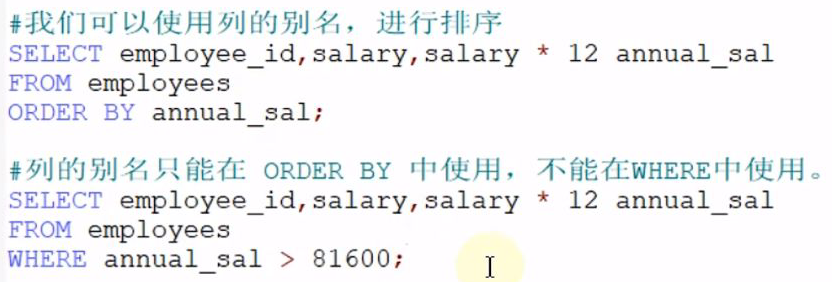 #我们可以使用列的别名，进行排序
SELECT employee_id,salary,salary * 12 annual_sal
FROM employees
ORDER BY annual_sal;
#列的别名只能在 ORDER BY 中使用，不能在WHERE中使用。
SELECT employee_id,salary,salary * 12 annual_sal
FROM employees
WHERE annual_sal > 81600;